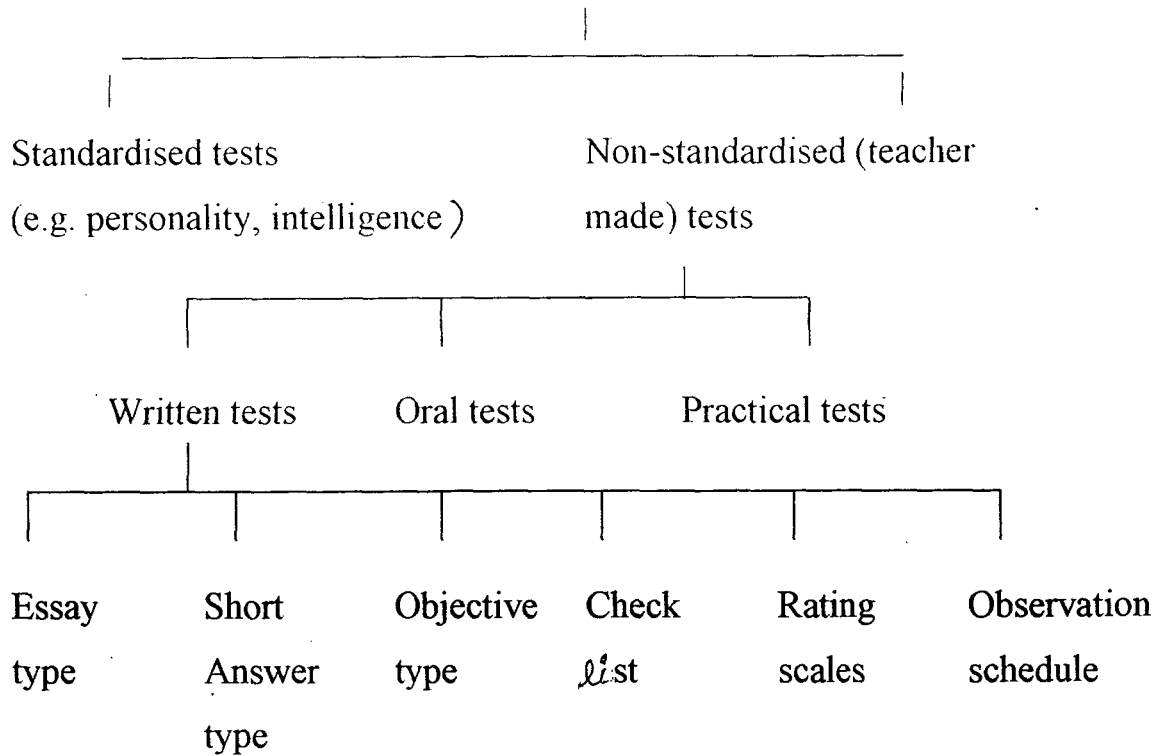 Standardised tests Non-standardised (teacher
(e.g. personality, intelligence) made) tests
Written tests Oral tests Practical tests
Essay Short Objective Check Rating Observation
type Answer type list scales schedule
type